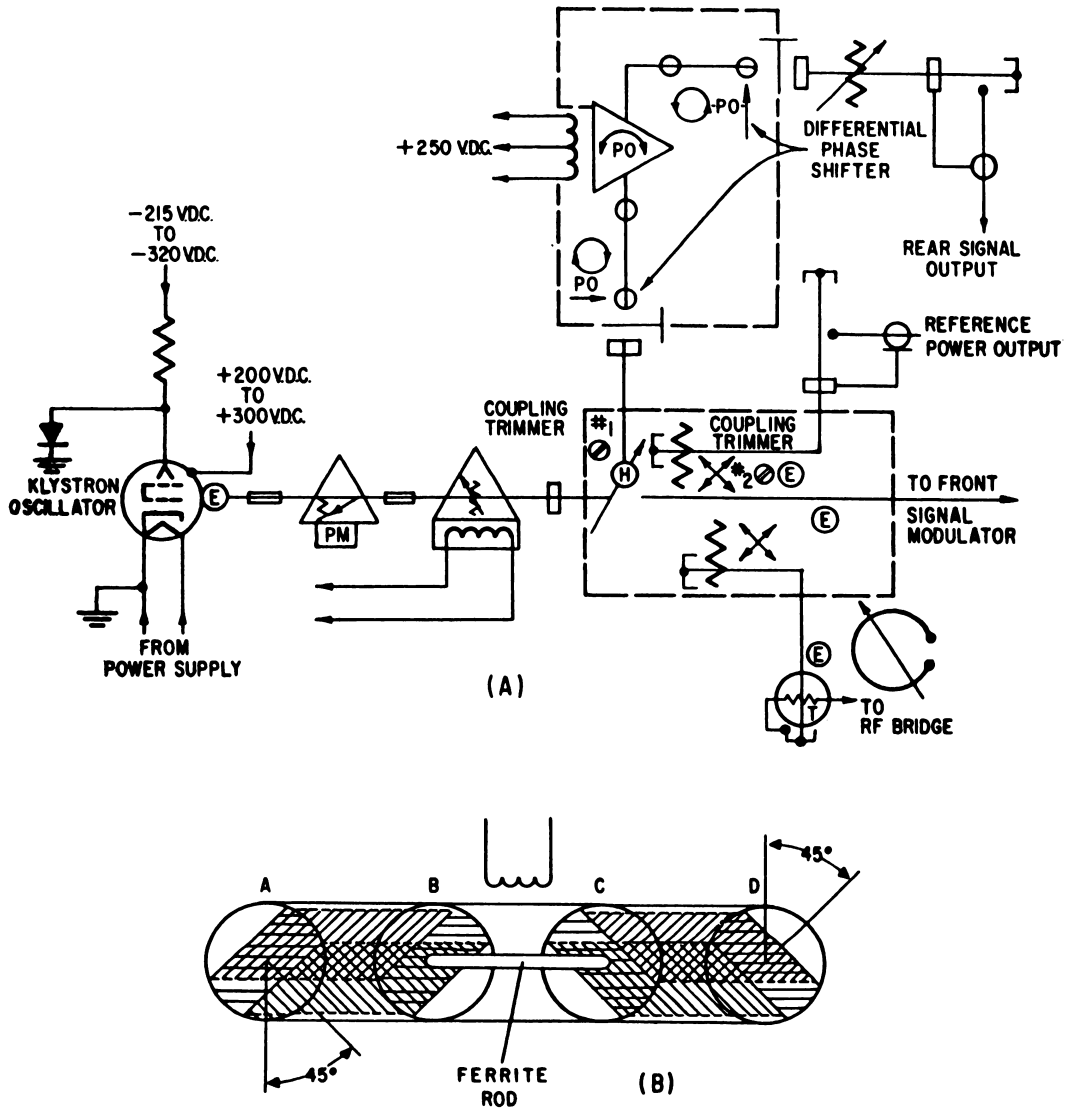 +250 V.D.C.
PO
-PO-
PO
DIFFERENTIAL
PHASE
SHIFTER
REAR SIGNAL
OUTPUT
−215 V.D.C.
TO
−320 V.D.C.
+200 V.D.C.
TO
+300 V.D.C.
REFERENCE
POWER OUTPUT
COUPLING
TRIMMER
#1
COUPLING
TRIMMER
#2
H
E
KLYSTRON
OSCILLATOR
E
PM
E
TO FRONT
SIGNAL
MODULATOR
FROM
POWER SUPPLY
E
T
TO
RF BRIDGE
(A)
A
B
C
D
45°
45°
FERRITE
ROD
(B)